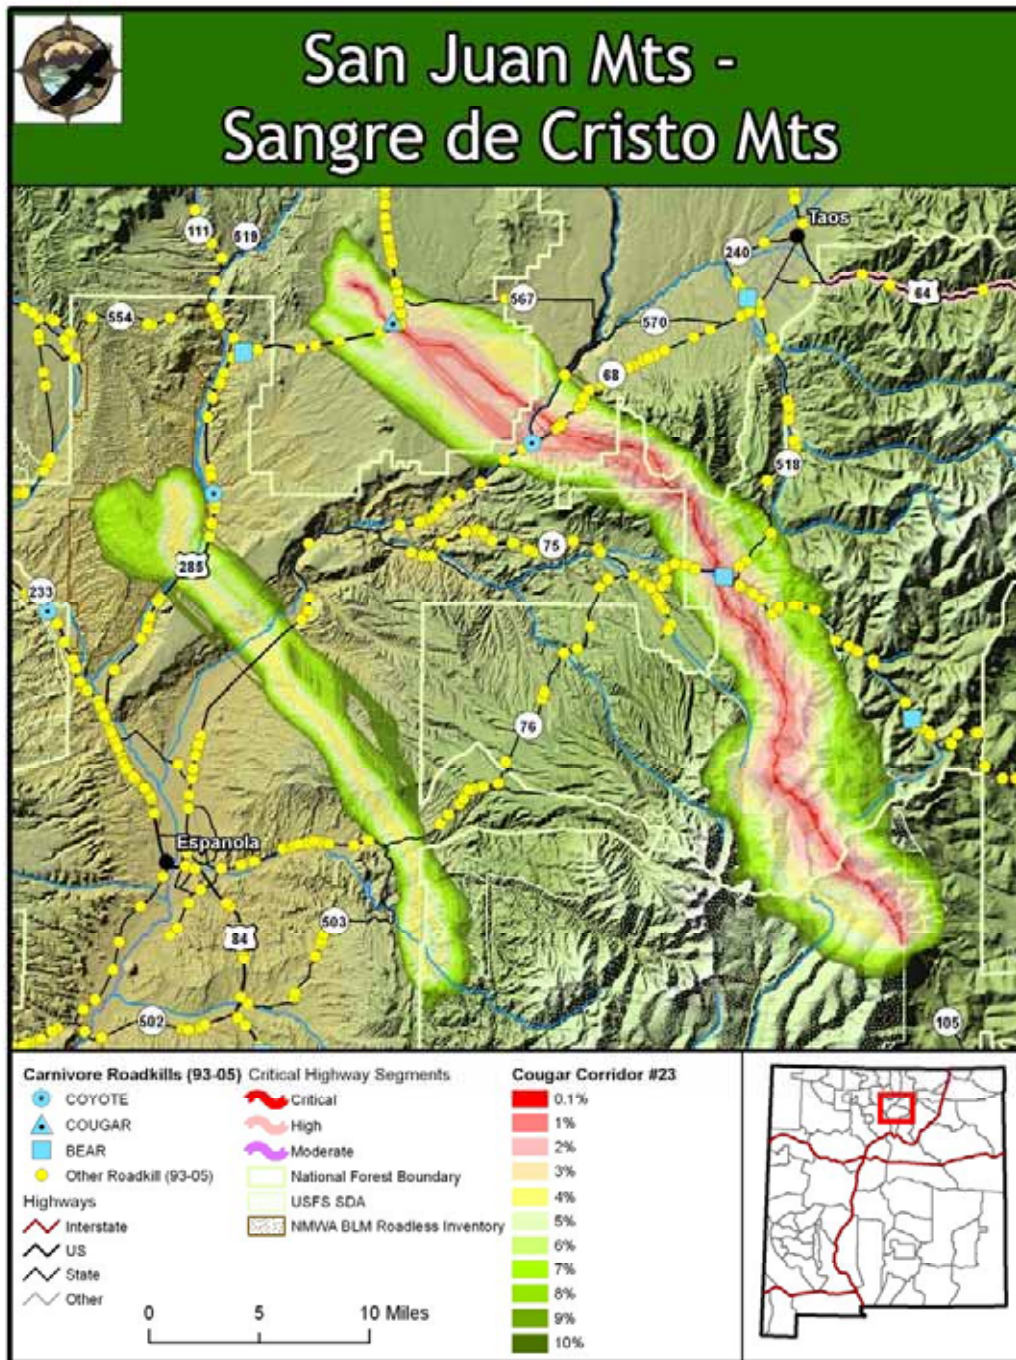 San Juan Mts -
Sangre de Cristo Mts
111
519
Taos
240
567
64
554
570
68
518
75
285
233
76
Espanola
503
84
502
105
Carnivore Roadkills (93-05)
COYOTE
COUGAR
BEAR
Other Roadkill (93-05)
Highways
Interstate
US
State
Other
Critical Highway Segments
Critical
High
Moderate
National Forest Boundary
USFS SDA
NMWA BLM Roadless Inventory
0 5 10 Miles
Cougar Corridor #23
0.1%
1%
2%
3%
4%
5%
6%
7%
8%
9%
10%